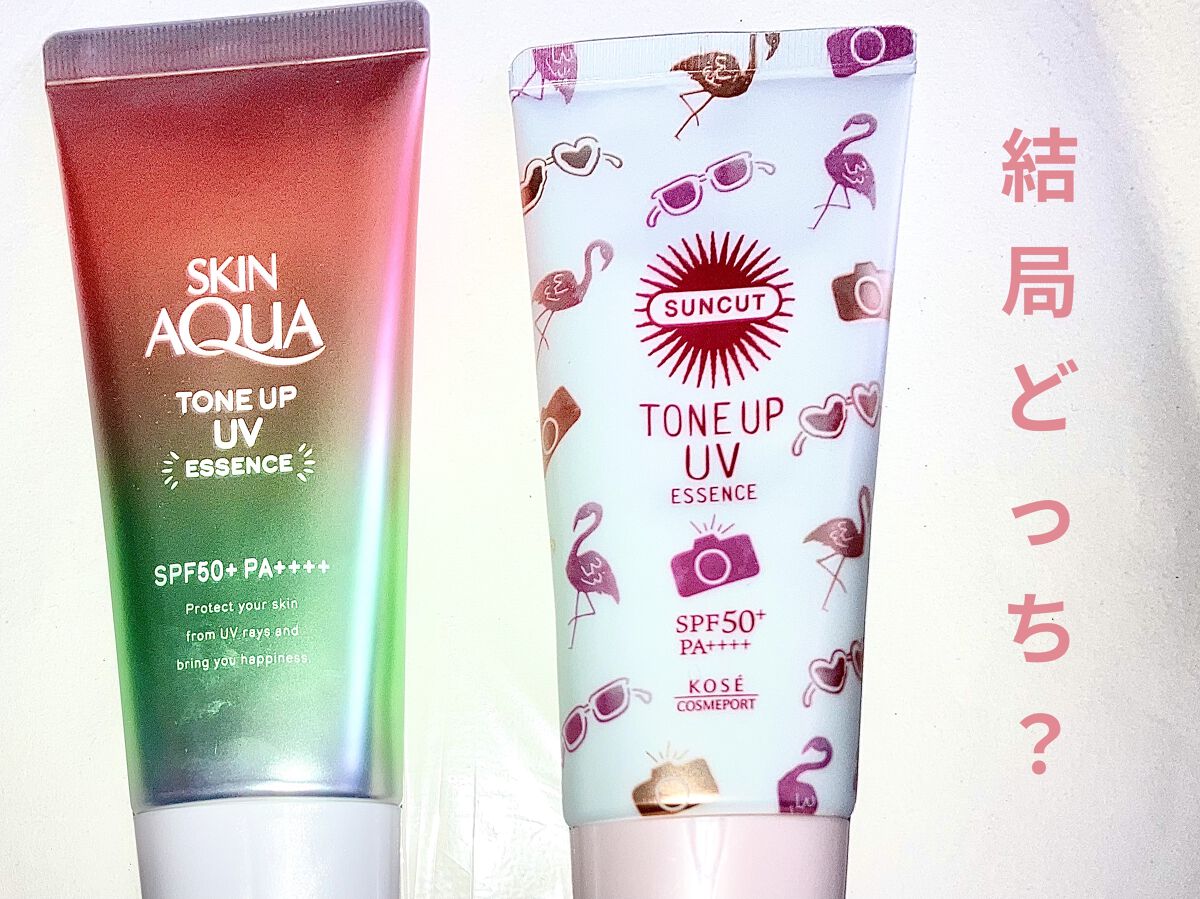 SKIN
AQUA
TONE UP
UV
ESSENCE
SPF50+ PA++++
Protect your skin
from UV rays and
bring you happiness.
SUNCUT
TONE UP
UV
ESSENCE
SPF50+
PA++++
KOSÉ
COSMEPORT
結局どっち？